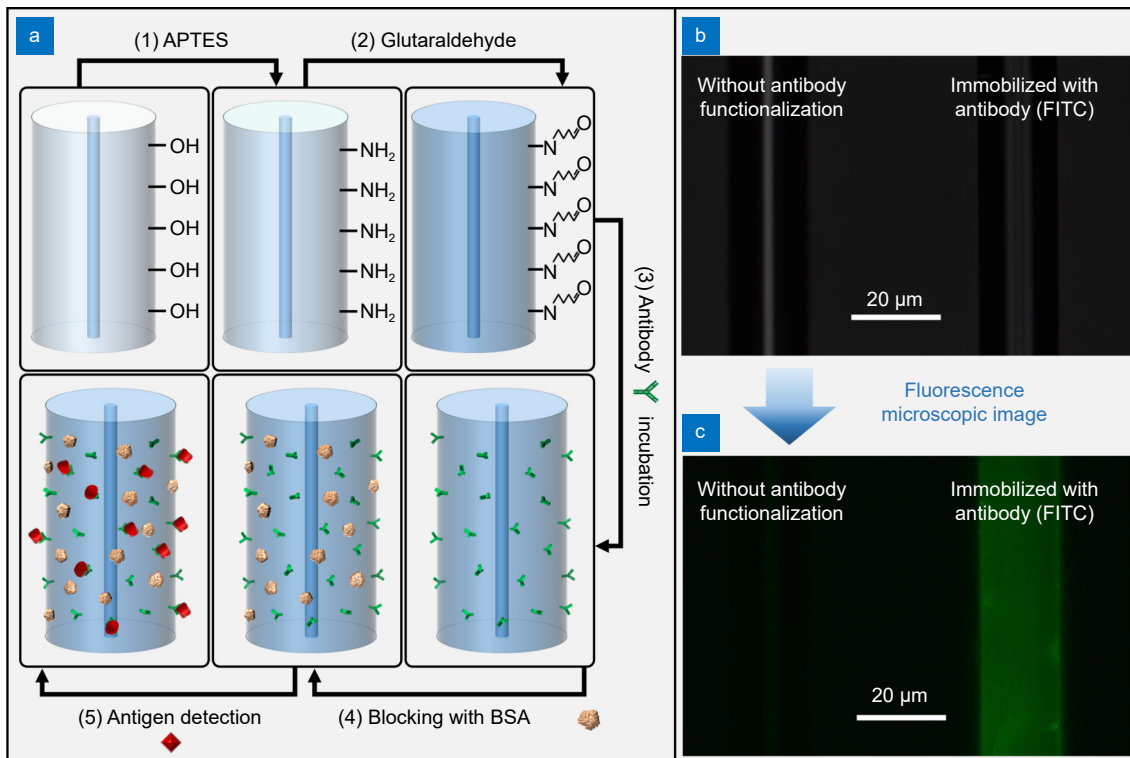 a
(1) APTES
(2) Glutaraldehyde
OH
OH
OH
OH
OH
NH2
NH2
NH2
NH2
NH2
N
O
N
O
N
O
N
O
N
O
(3) Antibody
incubation
(5) Antigen detection
(4) Blocking with BSA
b
Without antibody
functionalization
Immobilized with
antibody (FITC)
20 μm
Fluorescence
microscopic image
c
Without antibody
functionalization
Immobilized with
antibody (FITC)
20 μm